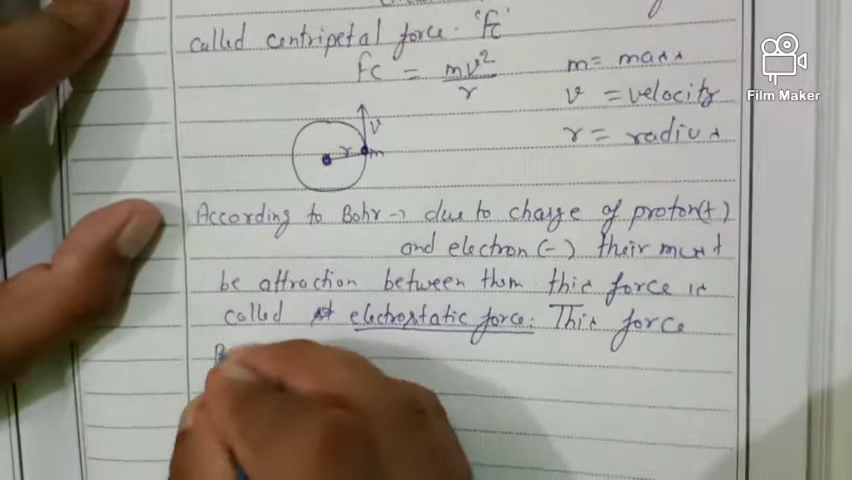 called centripetal force. 'Fc'
Fc = mv²/r
m = mass
v = velocity
r = radius
v
r
m
According to Bohr → due to charge of proton(+)
and electron (-) their must
be attraction between them this force is
called electrostatic force. This force
Film Maker